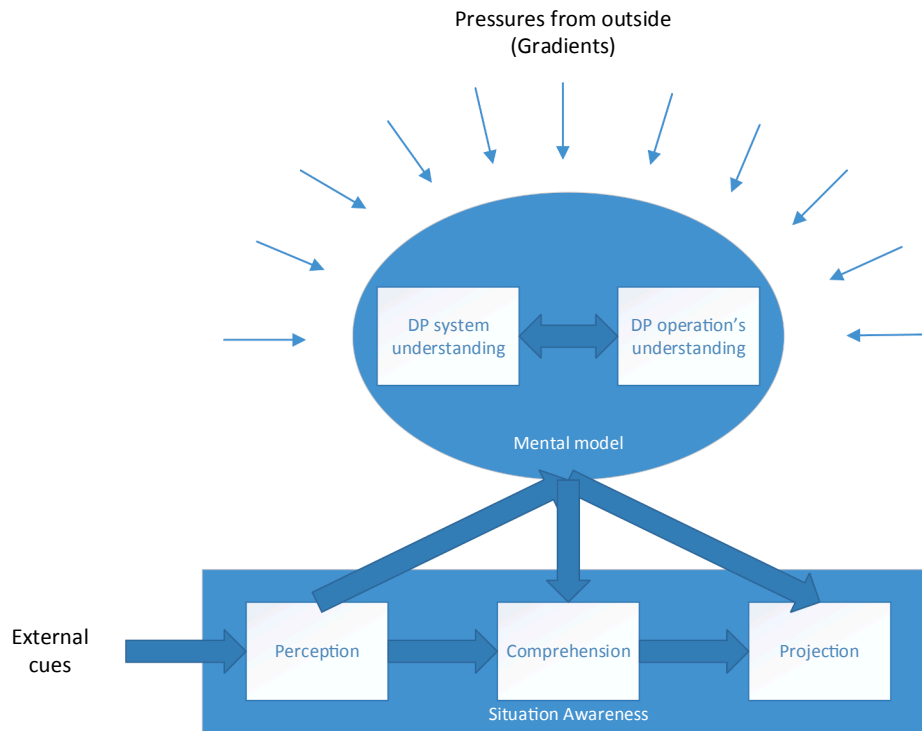 Pressures from outside
(Gradients)
DP system
understanding
DP operation’s
understanding
Mental model
External
cues
Perception
Comprehension
Projection
Situation Awareness